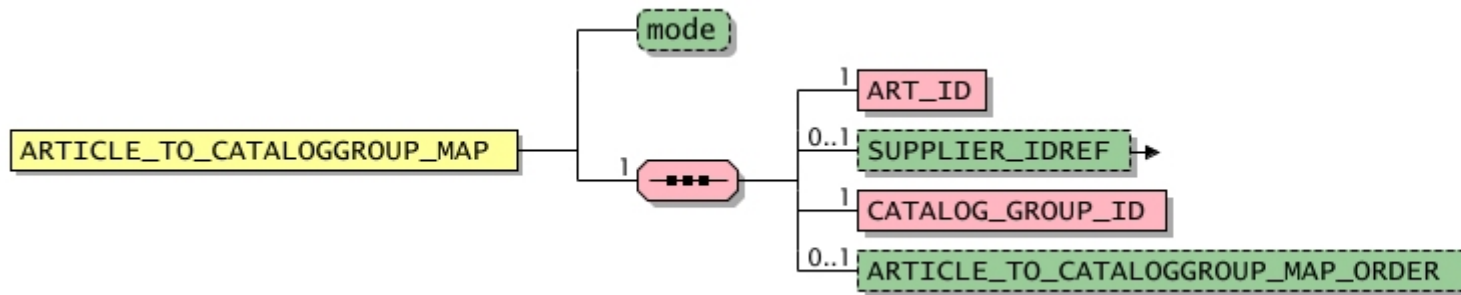 mode
1
ART_ID
0..1
SUPPLIER_IDREF
ARTICLE_TO_CATALOGGROUP_MAP
1
1
CATALOG_GROUP_ID
0..1
ARTICLE_TO_CATALOGGROUP_MAP_ORDER